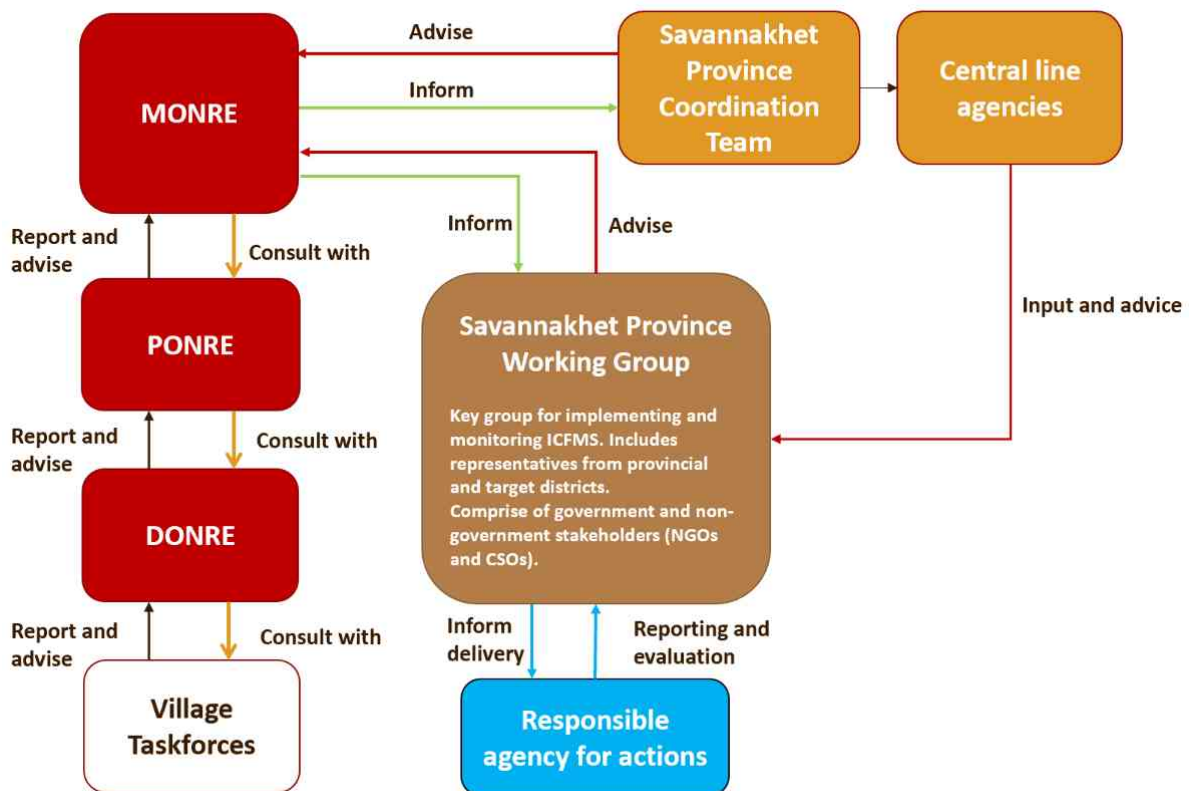 MONRE
Advise
Inform
Savannakhet
Province
Coordination
Team
Central line
agencies
Inform
Advise
Report and
advise
Consult with
Input and advice
PONRE
Savannakhet Province
Working Group
Key group for implementing and
monitoring ICFMS. Includes
representatives from provincial
and target districts.
Comprise of government and non-
government stakeholders (NGOs
and CSOs).
Report and
advise
Consult with
DONRE
Report and
advise
Consult with
Inform
delivery
Reporting and
evaluation
Village
Taskforces
Responsible
agency for actions